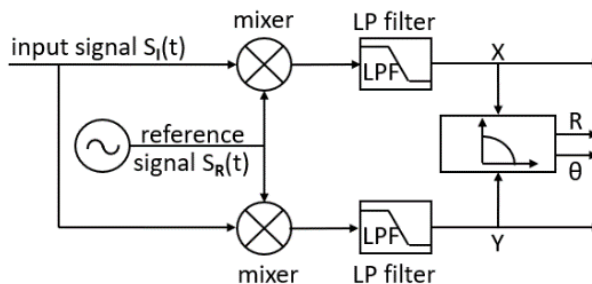 mixer
LP filter
input signal S_I(t)
LPF
X
reference
signal S_R(t)
R
θ
LPF
Y
mixer
LP filter